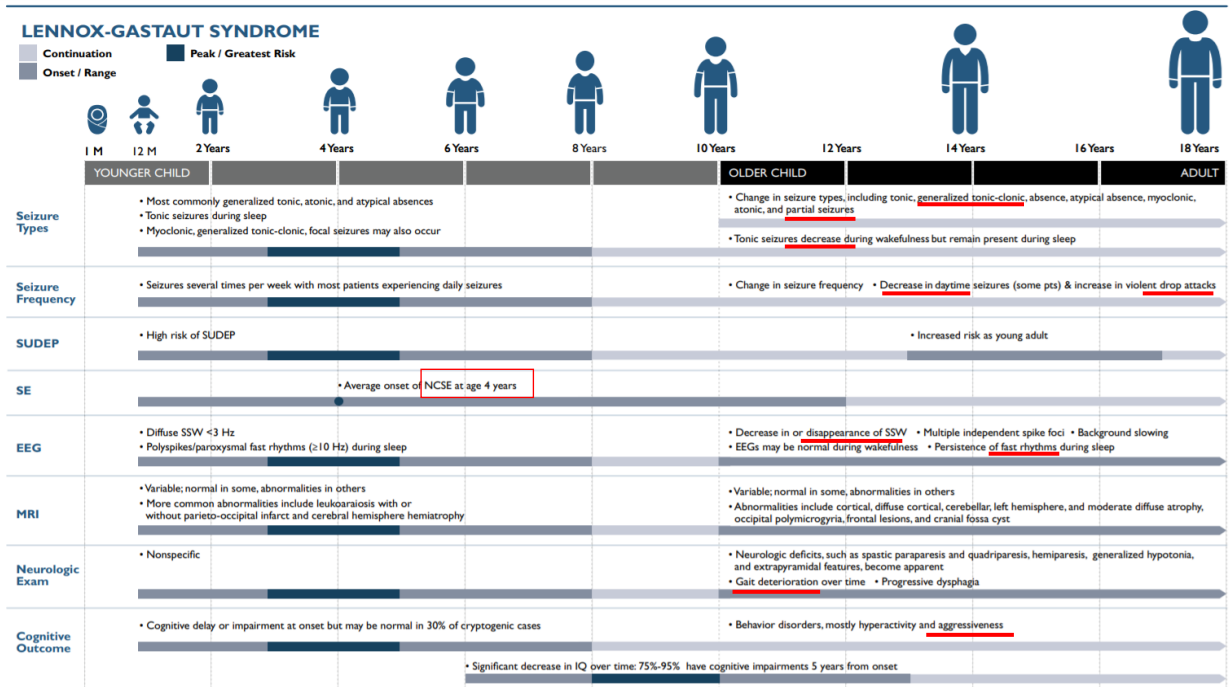 LENNOX-GASTAUT SYNDROME
Continuation
Peak / Greatest Risk
Onset / Range
1 M
12 M
2 Years
4 Years
6 Years
8 Years
10 Years
12 Years
14 Years
16 Years
18 Years
YOUNGER CHILD
OLDER CHILD
ADULT
Seizure
Types
• Most commonly generalized tonic, atonic, and atypical absences
• Tonic seizures during sleep
• Myoclonic, generalized tonic-clonic, focal seizures may also occur
• Change in seizure types, including tonic, generalized tonic-clonic, absence, atypical absence, myoclonic,
atonic, and partial seizures
• Tonic seizures decrease during wakefulness but remain present during sleep
Seizure
Frequency
• Seizures several times per week with most patients experiencing daily seizures
• Change in seizure frequency • Decrease in daytime seizures (some pts) & increase in violent drop attacks
SUDEP
• High risk of SUDEP
• Increased risk as young adult
SE
• Average onset of NCSE at age 4 years
EEG
• Diffuse SSW <3 Hz
• Polyspikes/paroxysmal fast rhythms (≥10 Hz) during sleep
• Decrease in or disappearance of SSW • Multiple independent spike foci • Background slowing
• EEGs may be normal during wakefulness • Persistence of fast rhythms during sleep
MRI
• Variable; normal in some, abnormalities in others
• More common abnormalities include leukoaraiosis with or
without parieto-occipital infarct and cerebral hemisphere hemiatrophy
• Variable; normal in some, abnormalities in others
• Abnormalities include cortical, diffuse cortical, cerebellar, left hemisphere, and moderate diffuse atrophy,
occipital polymicrogyria, frontal lesions, and cranial fossa cyst
Neurologic
Exam
• Nonspecific
• Neurologic deficits, such as spastic paraparesis and quadriparesis, hemiparesis, generalized hypotonia,
and extrapyramidal features, become apparent
• Gait deterioration over time • Progressive dysphagia
Cognitive
Outcome
• Cognitive delay or impairment at onset but may be normal in 30% of cryptogenic cases
• Behavior disorders, mostly hyperactivity and aggressiveness
• Significant decrease in IQ over time: 75%-95% have cognitive impairments 5 years from onset